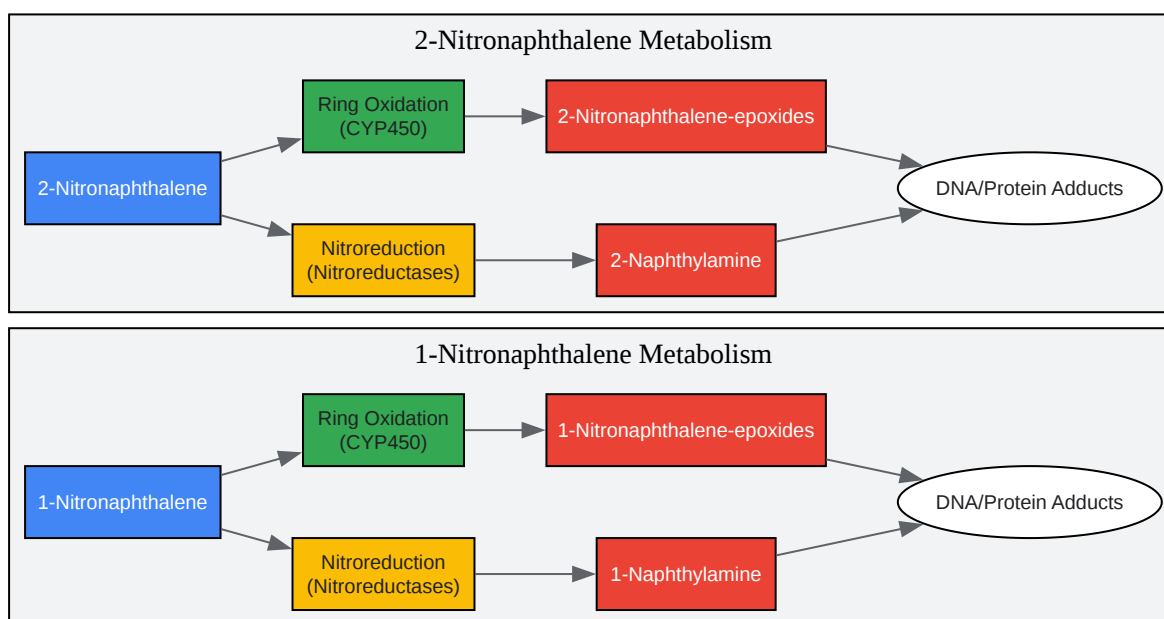 2-Nitronaphthalene Metabolism
Ring Oxidation
(CYP450)
2-Nitronaphthalene-epoxides
2-Nitronaphthalene
DNA/Protein Adducts
Nitroreduction
(Nitroreductases)
2-Naphthylamine
1-Nitronaphthalene Metabolism
Ring Oxidation
(CYP450)
1-Nitronaphthalene-epoxides
1-Nitronaphthalene
DNA/Protein Adducts
Nitroreduction
(Nitroreductases)
1-Naphthylamine